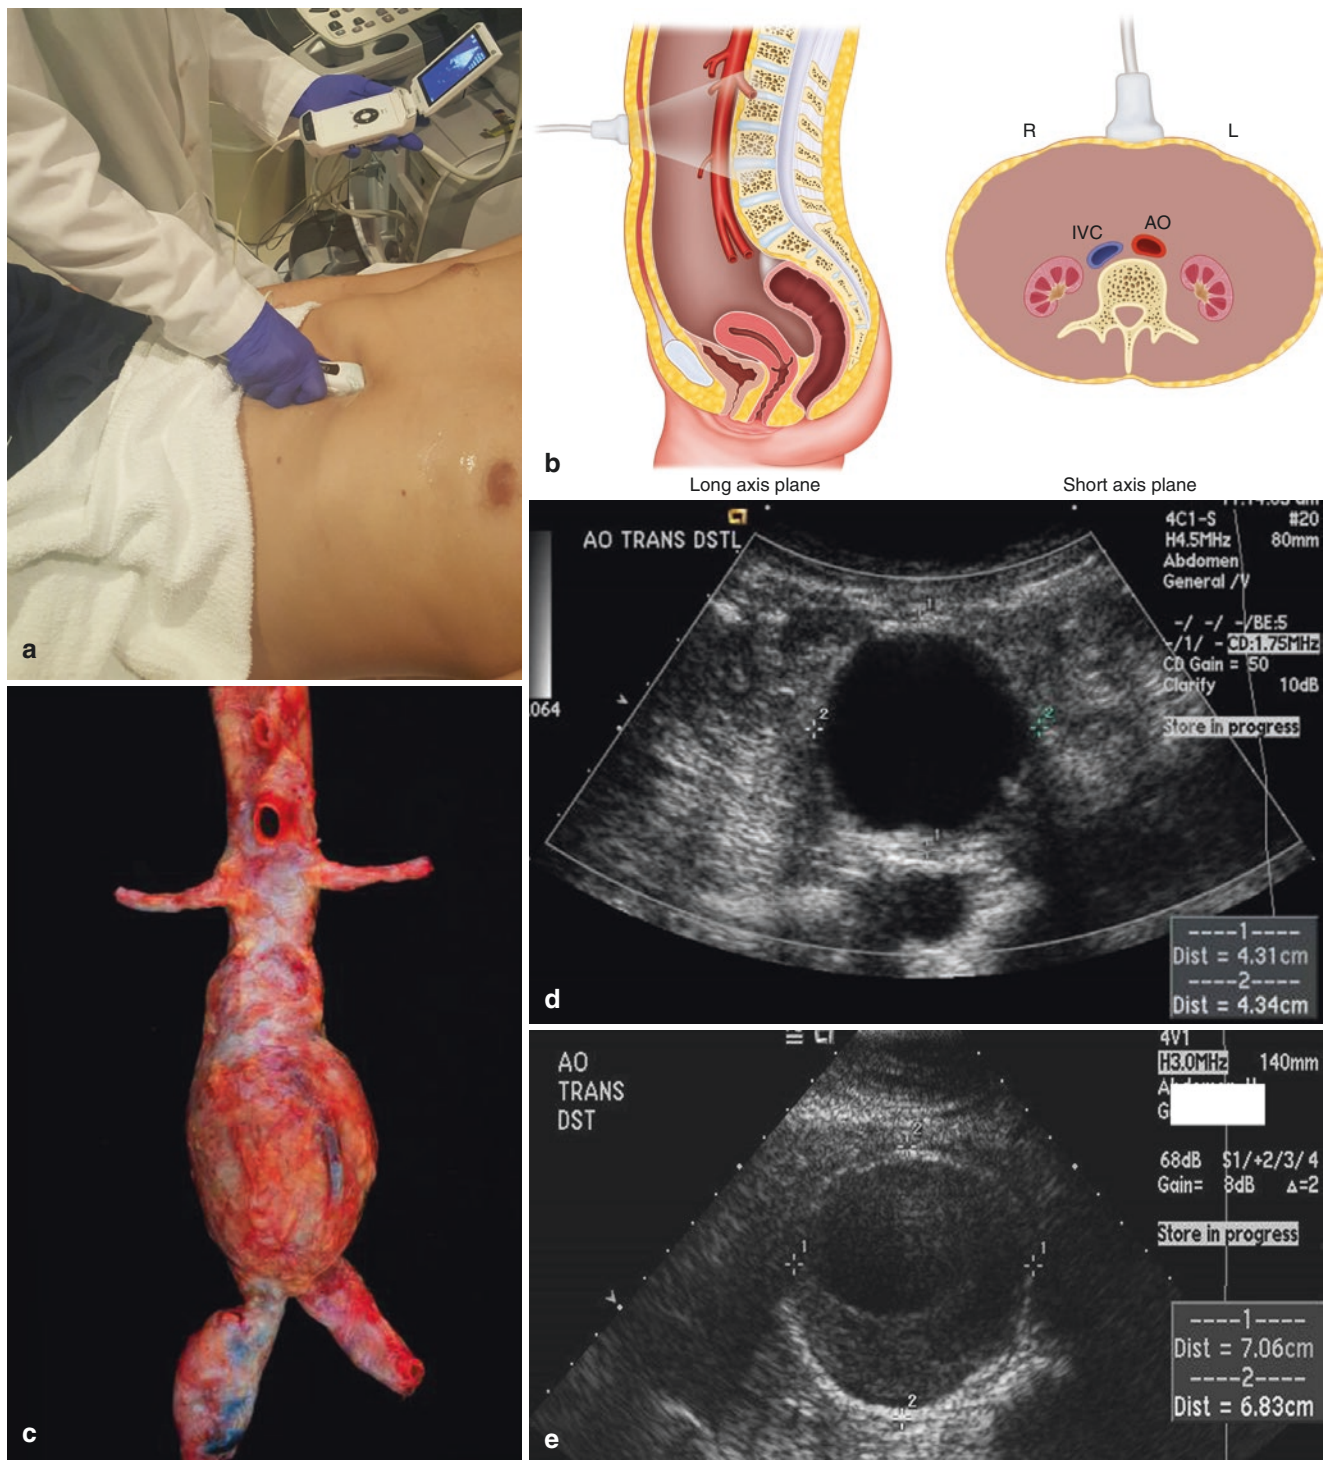 a
R
L
IVC
AO
b
Long axis plane
Short axis plane
AO TRANS DSTL
4C1-S #20
H4.5MHz 80mm
Abdomen
General /V
-/ -/ -/BE:5
-/1/ - CD:1.75MHz
CD Gain = 50
Clarify 10dB
Store in progress
.064
1
2
2
1
----1----
Dist = 4.31cm
----2----
Dist = 4.34cm
d
c
AO
TRANS
DST
4V1
H3.0MHz 140mm
68dB S1/+2/3/4
Gain= 8dB Δ=2
Store in progress
2
1
1
2
----1----
Dist = 7.06cm
----2----
Dist = 6.83cm
e